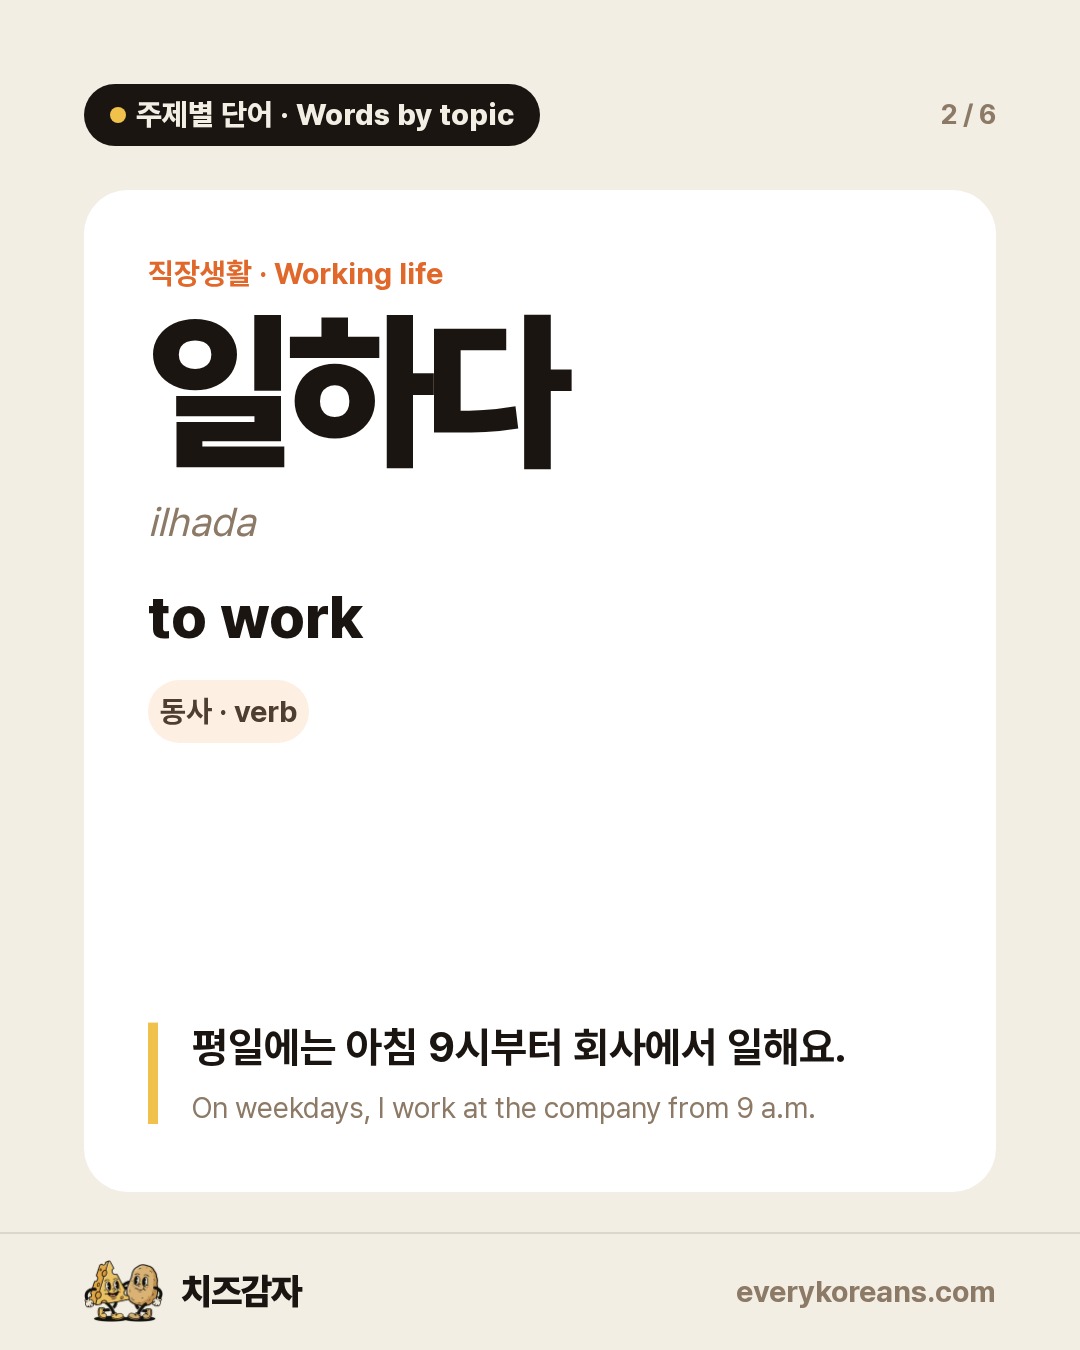 주제별 단어 · Words by topic
2 / 6
직장생활 · Working life
일하다
ilhada
to work
동사 · verb
평일에는 아침 9시부터 회사에서 일해요.
On weekdays, I work at the company from 9 a.m.
치즈감자
everykoreans.com